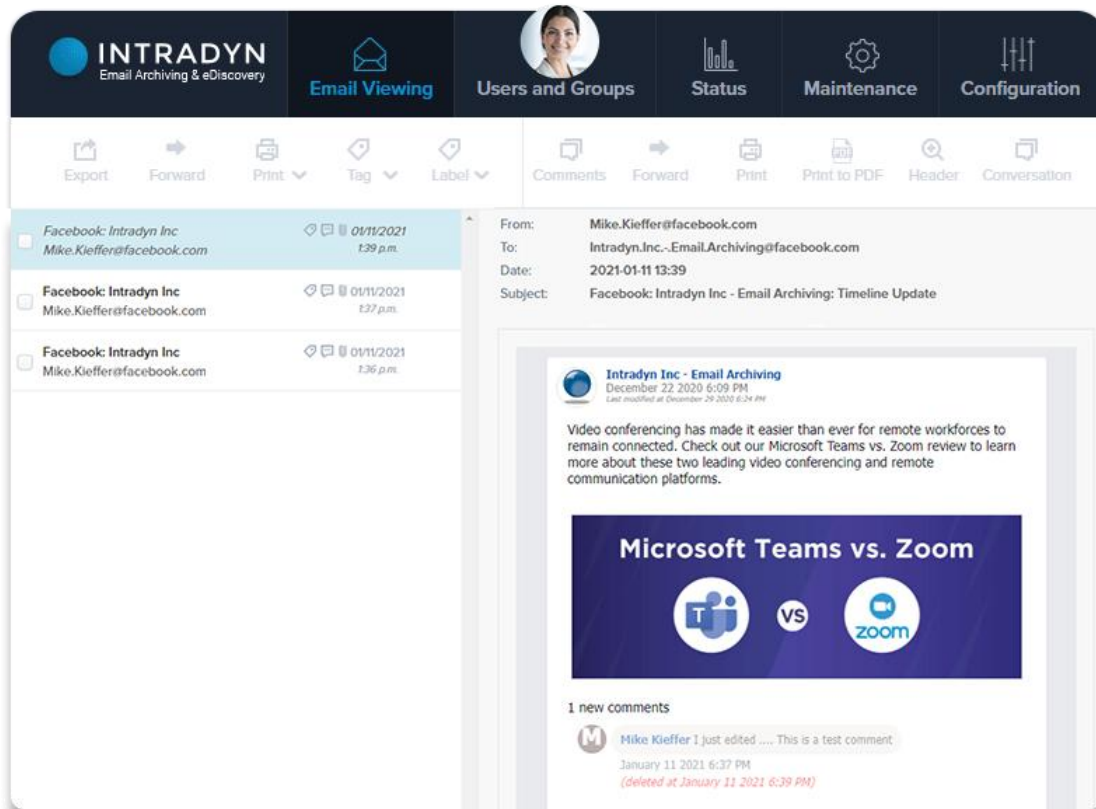 INTRADYN
Email Archiving & eDiscovery
Email Viewing
Users and Groups
Status
Maintenance
Configuration
Export
Forward
Print
Tag
Label
Comments
Forward
Print
Print to PDF
Header
Conversation
Facebook: Intradyn Inc 01/11/2021
Mike.Kieffer@facebook.com 1:39 p.m.
Facebook: Intradyn Inc 01/11/2021
Mike.Kieffer@facebook.com 1:37 p.m.
Facebook: Intradyn Inc 01/11/2021
Mike.Kieffer@facebook.com 1:36 p.m.
From: Mike.Kieffer@facebook.com
To: Intradyn.Inc.-.Email.Archiving@facebook.com
Date: 2021-01-11 13:39
Subject: Facebook: Intradyn Inc - Email Archiving: Timeline Update
Intradyn Inc - Email Archiving
December 22 2020 6:09 PM
Last modified at December 29 2020 6:24 PM
Video conferencing has made it easier than ever for remote workforces to
remain connected. Check out our Microsoft Teams vs. Zoom review to learn
more about these two leading video conferencing and remote
communication platforms.
Microsoft Teams vs. Zoom
T
VS
zoom
1 new comments
M
Mike Kieffer I just edited .... This is a test comment
January 11 2021 6:37 PM
(deleted at January 11 2021 6:39 PM)